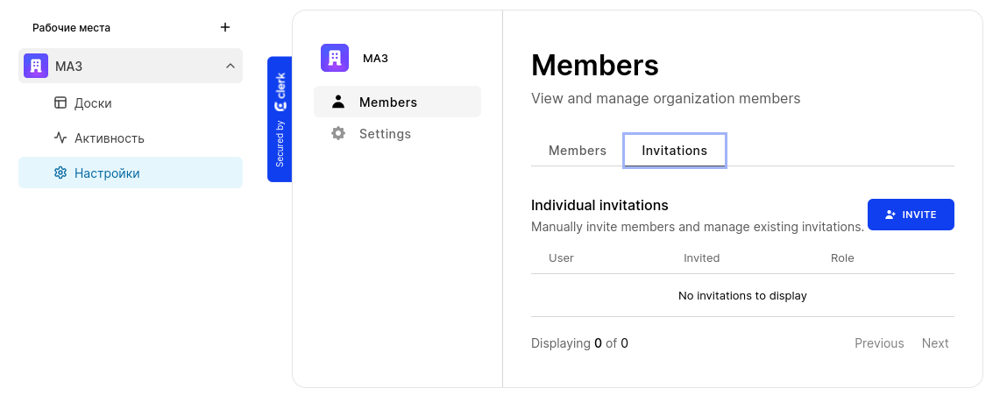 Рабочие места
МАЗ
Доски
Активность
Настройки
Secured by clerk
МАЗ
Members
Settings
Members
View and manage organization members
Members
Invitations
Individual invitations
Manually invite members and manage existing invitations.
INVITE
User Invited Role
No invitations to display
Displaying 0 of 0
Previous Next